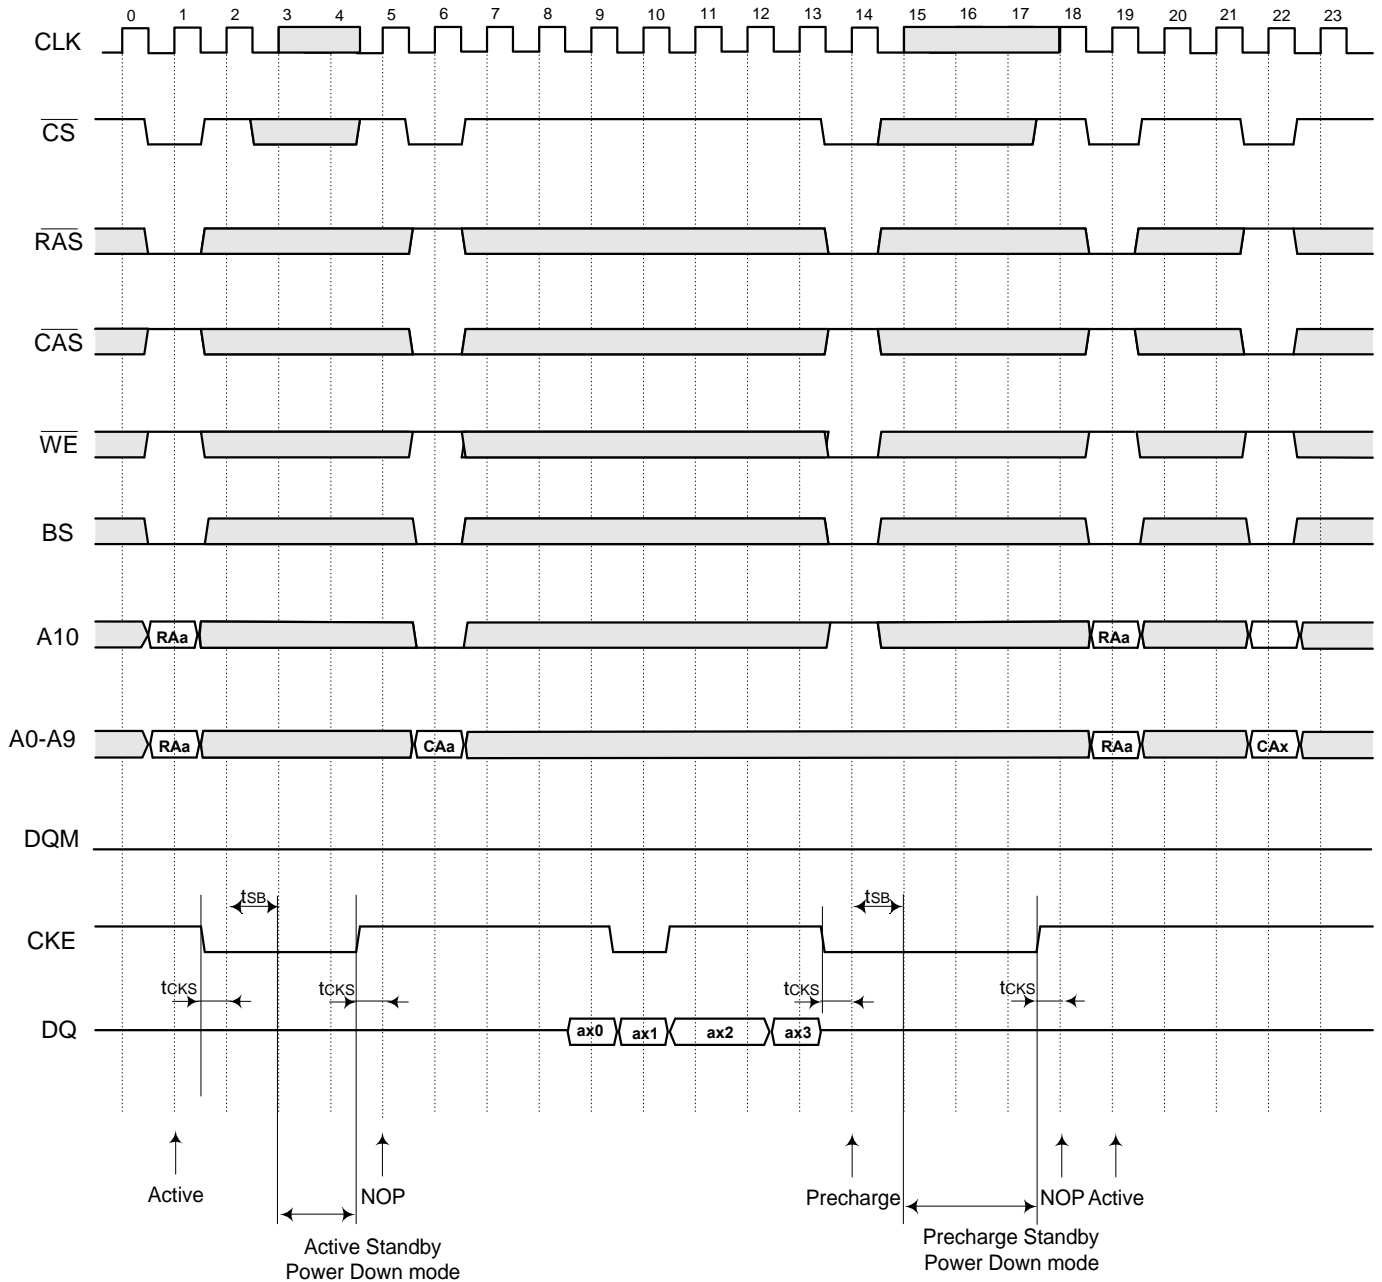 0 1 2 3 4 5 6 7 8 9 10 11 12 13 14 15 16 17 18 19 20 21 22 23
CLK
CS
RAS
CAS
WE
BS
A10 RAa RAa
A0-A9 RAa CAa RAa CAx
DQM
tSB tSB
CKE
tCKS tCKS tCKS tCKS
DQ ax0 ax1 ax2 ax3
Active NOP Precharge NOP Active
Active Standby
Power Down mode
Precharge Standby
Power Down mode